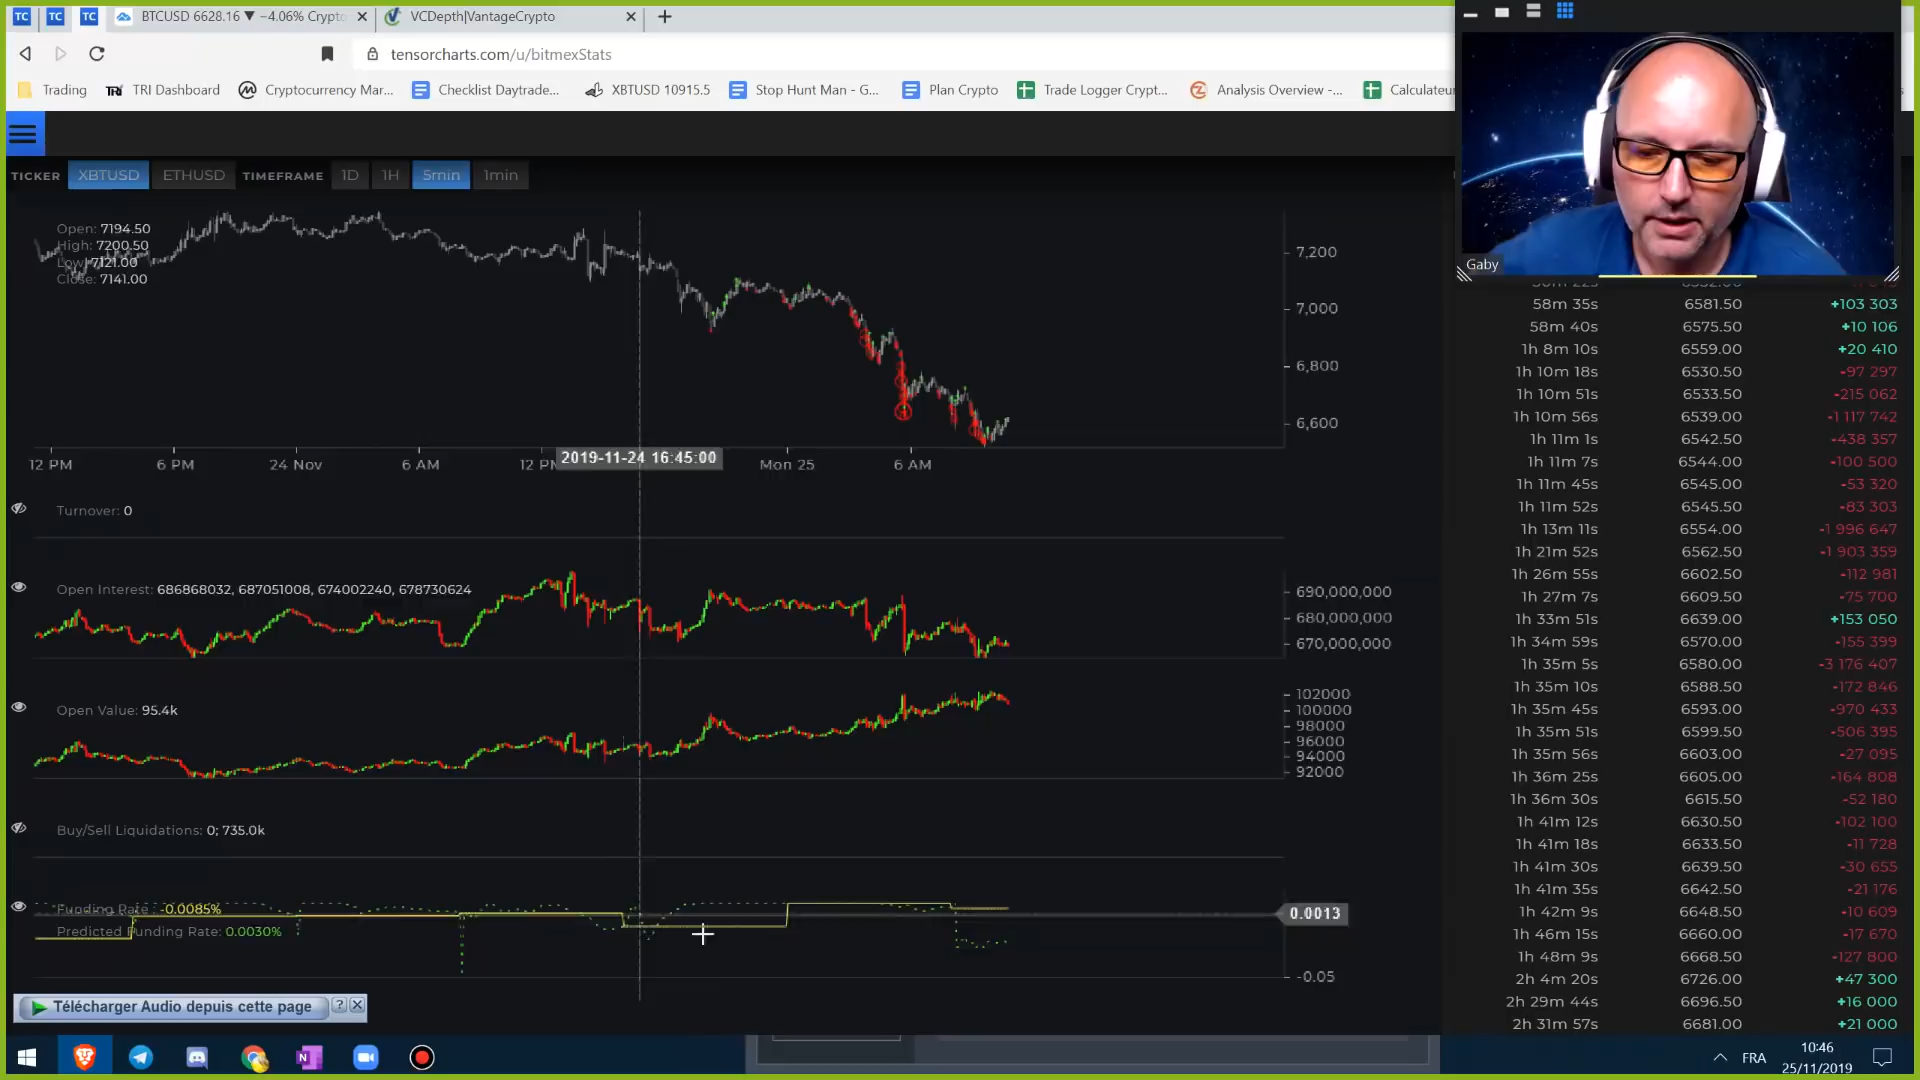 TC TC TC BTCUSD 6628.16 ▼ −4.06% Crypto VCDepth|VantageCrypto
tensorcharts.com/u/bitmexStats
Trading TRI Dashboard Cryptocurrency Mar... Checklist Daytrade... XBTUSD 10915.5 Stop Hunt Man - G... Plan Crypto Trade Logger Crypt... Analysis Overview -... Calculateu
TICKER XBTUSD ETHUSD TIMEFRAME 1D 1H 5min 1min
Open: 7194.50
High: 7200.50
Low: 7121.00
Close: 7141.00
7,200
7,000
6,800
6,600
12 PM 6 PM 24 Nov 6 AM 12 PM 2019-11-24 16:45:00 Mon 25 6 AM
Turnover: 0
Open Interest: 686868032, 687051008, 674002240, 678730624
690,000,000
680,000,000
670,000,000
Open Value: 95.4k
102000
100000
98000
96000
94000
92000
Buy/Sell Liquidations: 0; 735.0k
Funding Rate: -0.0085%
Predicted Funding Rate: 0.0030%
0.0013
-0.05
Télécharger Audio depuis cette page ?
Gaby
58m 35s 6581.50 +103 303
58m 40s 6575.50 +10 106
1h 8m 10s 6559.00 +20 410
1h 10m 18s 6530.50 -97 297
1h 10m 51s 6533.50 -215 062
1h 10m 56s 6539.00 -1 117 742
1h 11m 1s 6542.50 -438 357
1h 11m 7s 6544.00 -100 500
1h 11m 45s 6545.00 -53 320
1h 11m 52s 6545.50 -83 303
1h 13m 11s 6554.00 -1 996 647
1h 21m 52s 6562.50 -1 903 359
1h 26m 55s 6602.50 -112 981
1h 27m 7s 6609.50 -75 700
1h 33m 51s 6639.00 +153 050
1h 34m 59s 6570.00 -155 399
1h 35m 5s 6580.00 -3 176 407
1h 35m 10s 6588.50 -172 846
1h 35m 45s 6593.00 -970 433
1h 35m 51s 6599.50 -506 395
1h 35m 56s 6603.00 -27 095
1h 36m 25s 6605.00 -164 808
1h 36m 30s 6615.50 -52 180
1h 41m 12s 6630.50 -102 100
1h 41m 18s 6633.50 -11 728
1h 41m 30s 6639.50 -30 655
1h 41m 35s 6642.50 -21 176
1h 42m 9s 6648.50 -10 609
1h 46m 15s 6660.00 -17 670
1h 48m 9s 6668.50 -127 800
2h 4m 20s 6726.00 +47 300
2h 29m 44s 6696.50 +16 000
2h 31m 57s 6681.00 +21 000
FRA 10:46
25/11/2019